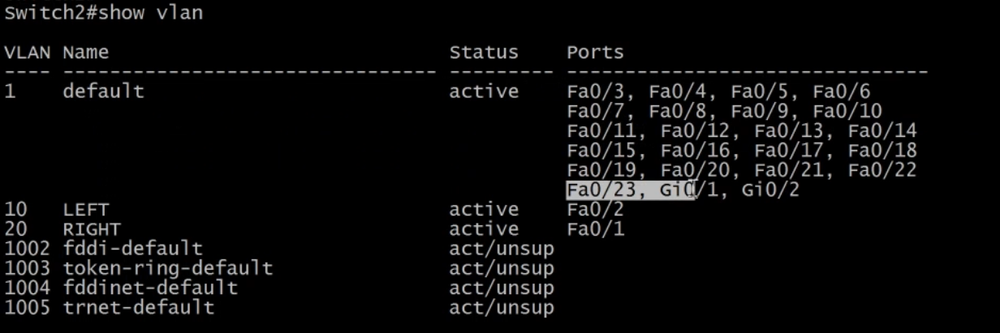 Switch2#show vlan
VLAN Name                             Status    Ports
---- -------------------------------- --------- -------------------------------
1    default                          active    Fa0/3, Fa0/4, Fa0/5, Fa0/6
                                                Fa0/7, Fa0/8, Fa0/9, Fa0/10
                                                Fa0/11, Fa0/12, Fa0/13, Fa0/14
                                                Fa0/15, Fa0/16, Fa0/17, Fa0/18
                                                Fa0/19, Fa0/20, Fa0/21, Fa0/22
                                                Fa0/23, Gi0/1, Gi0/2
10   LEFT                             active    Fa0/2
20   RIGHT                            active    Fa0/1
1002 fddi-default                     act/unsup
1003 token-ring-default               act/unsup
1004 fddinet-default                  act/unsup
1005 trnet-default                    act/unsup